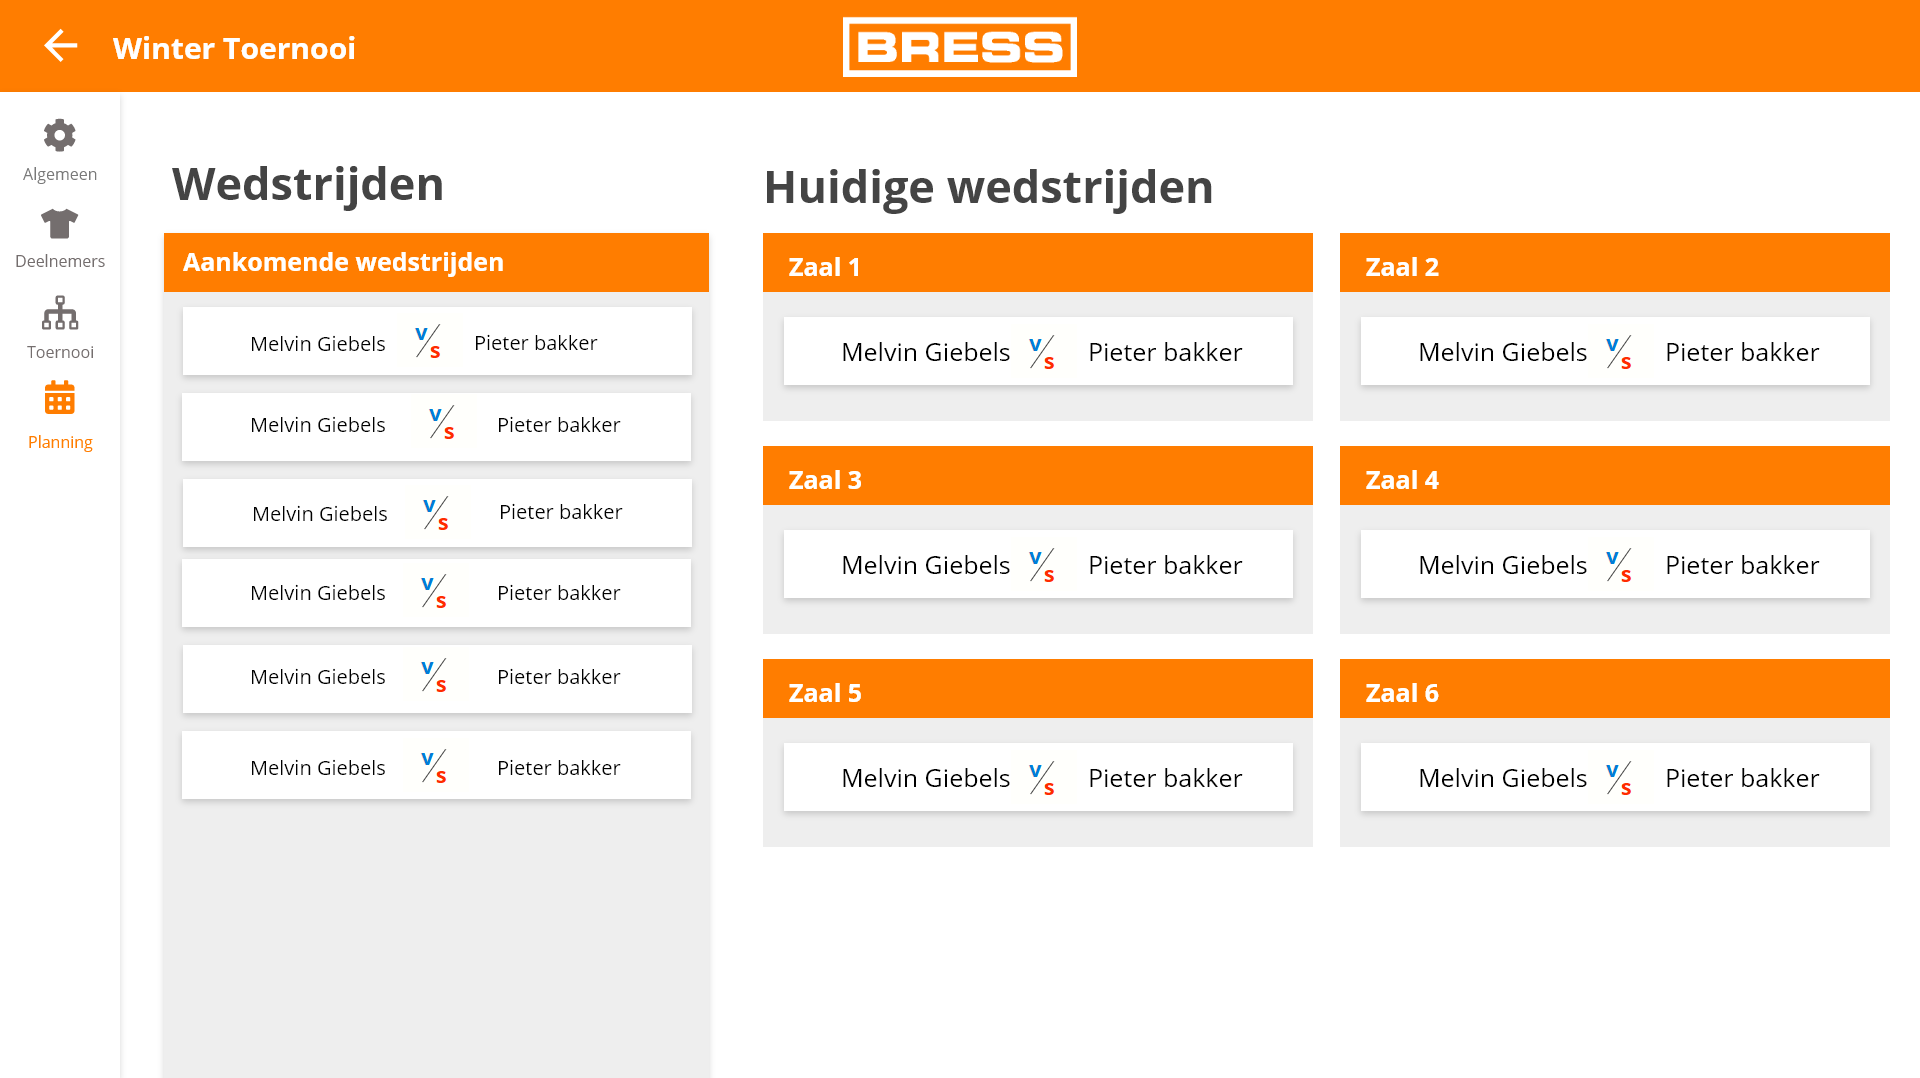 Winter Toernooi
BRESS
Algemeen
Deelnemers
Toernooi
Planning
Wedstrijden
Aankomende wedstrijden
Melvin Giebels v/s Pieter bakker
Melvin Giebels v/s Pieter bakker
Melvin Giebels v/s Pieter bakker
Melvin Giebels v/s Pieter bakker
Melvin Giebels v/s Pieter bakker
Melvin Giebels v/s Pieter bakker
Huidige wedstrijden
Zaal 1
Melvin Giebels v/s Pieter bakker
Zaal 2
Melvin Giebels v/s Pieter bakker
Zaal 3
Melvin Giebels v/s Pieter bakker
Zaal 4
Melvin Giebels v/s Pieter bakker
Zaal 5
Melvin Giebels v/s Pieter bakker
Zaal 6
Melvin Giebels v/s Pieter bakker